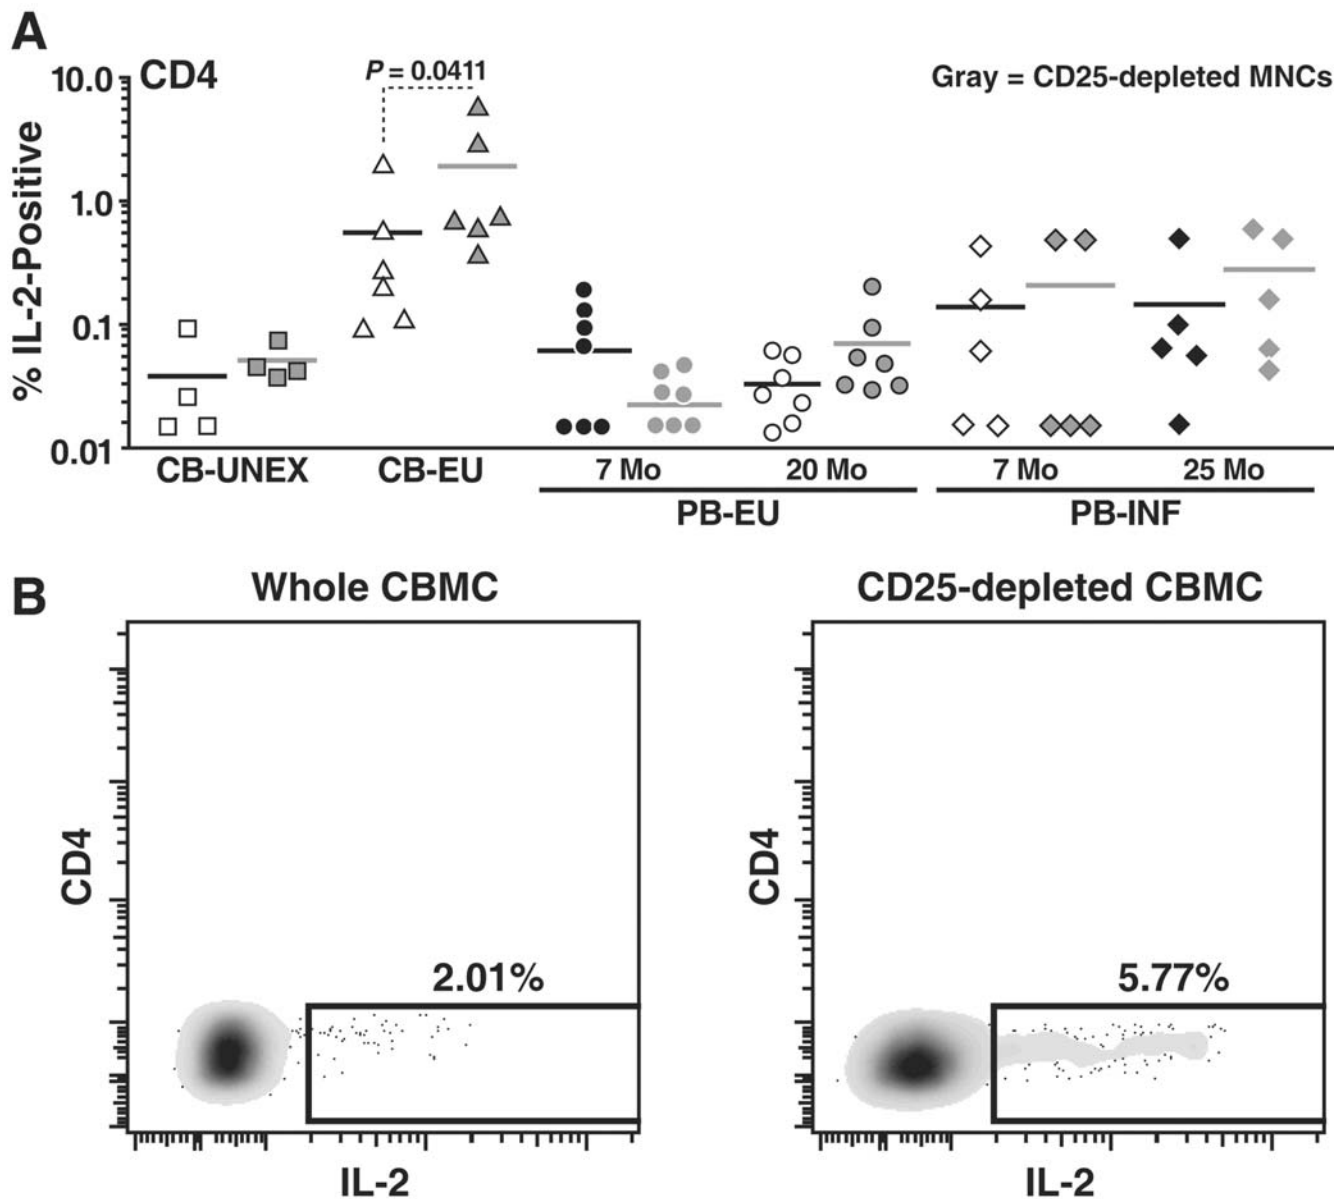 A
CD4
P = 0.0411
Gray = CD25-depleted MNCs
% IL-2-Positive
10.0
1.0
0.1
0.01
CB-UNEX
CB-EU
7 Mo
20 Mo
7 Mo
25 Mo
PB-EU
PB-INF
B
Whole CBMC
CD25-depleted CBMC
CD4
2.01%
IL-2
CD4
5.77%
IL-2